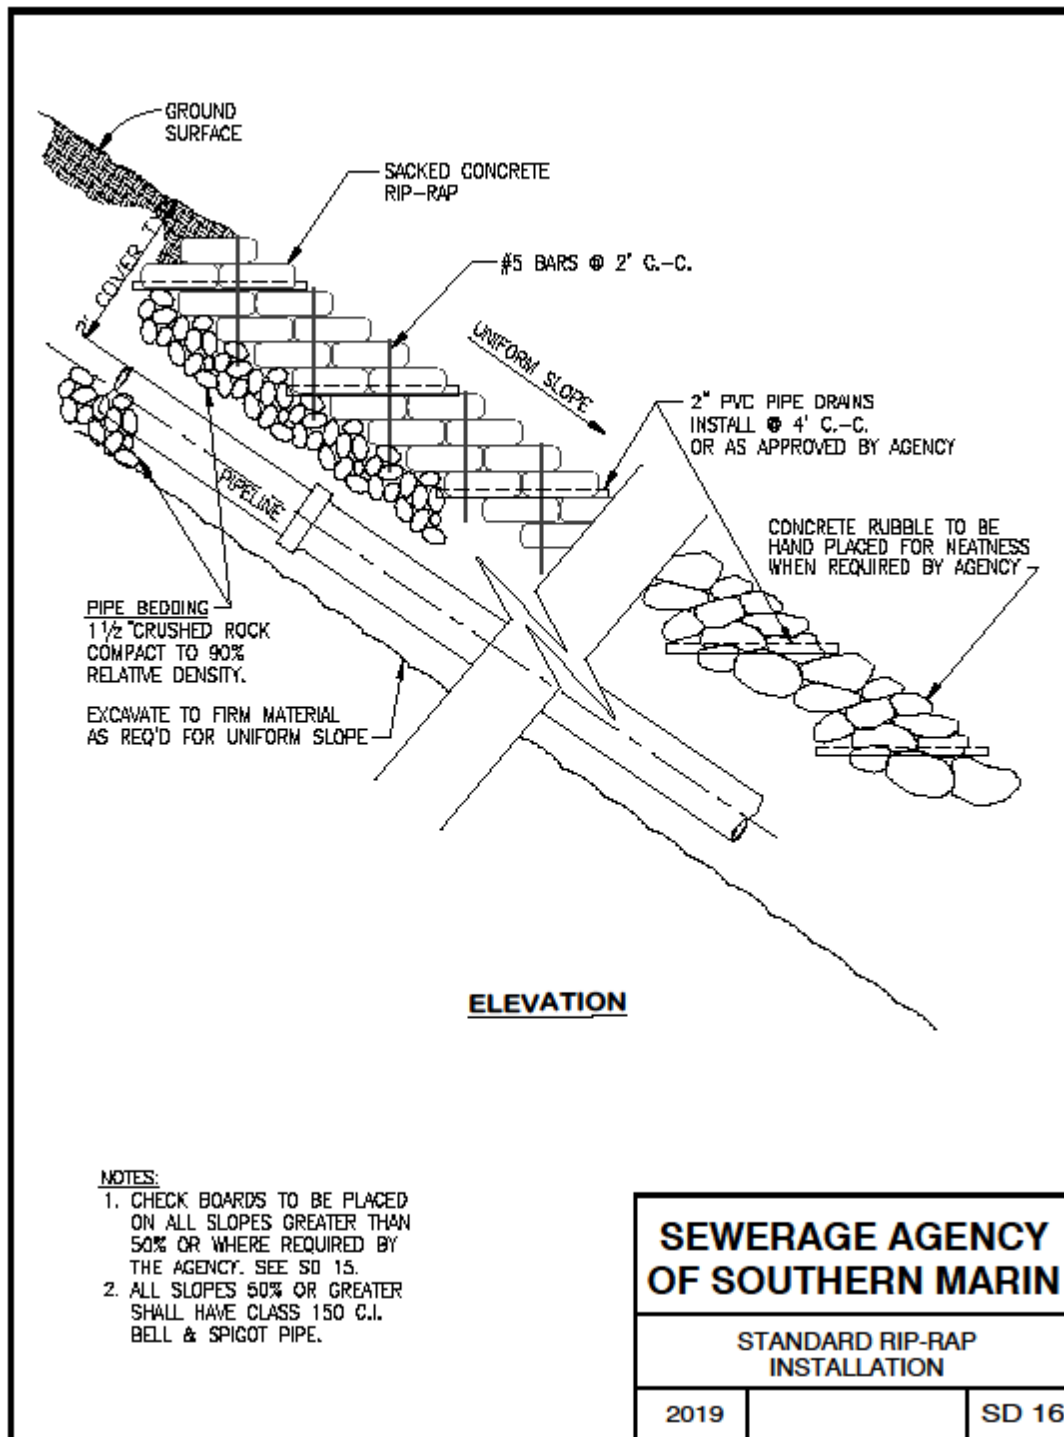 GROUND
SURFACE
SACKED CONCRETE
RIP-RAP
#5 BARS @ 2' C.-C.
2' COVER
UNIFORM SLOPE
2" PVC PIPE DRAINS
INSTALL @ 4' C.-C.
OR AS APPROVED BY AGENCY
PIPELINE
CONCRETE RUBBLE TO BE
HAND PLACED FOR NEATNESS
WHEN REQUIRED BY AGENCY
PIPE BEDDING
1 1/2 "CRUSHED ROCK
COMPACT TO 90%
RELATIVE DENSITY.
EXCAVATE TO FIRM MATERIAL
AS REQ'D FOR UNIFORM SLOPE
ELEVATION
NOTES:
1. CHECK BOARDS TO BE PLACED
ON ALL SLOPES GREATER THAN
50% OR WHERE REQUIRED BY
THE AGENCY. SEE SD 15.
2. ALL SLOPES 50% OR GREATER
SHALL HAVE CLASS 150 C.I.
BELL & SPIGOT PIPE.
SEWERAGE AGENCY
OF SOUTHERN MARIN
STANDARD RIP-RAP
INSTALLATION
2019
SD 16